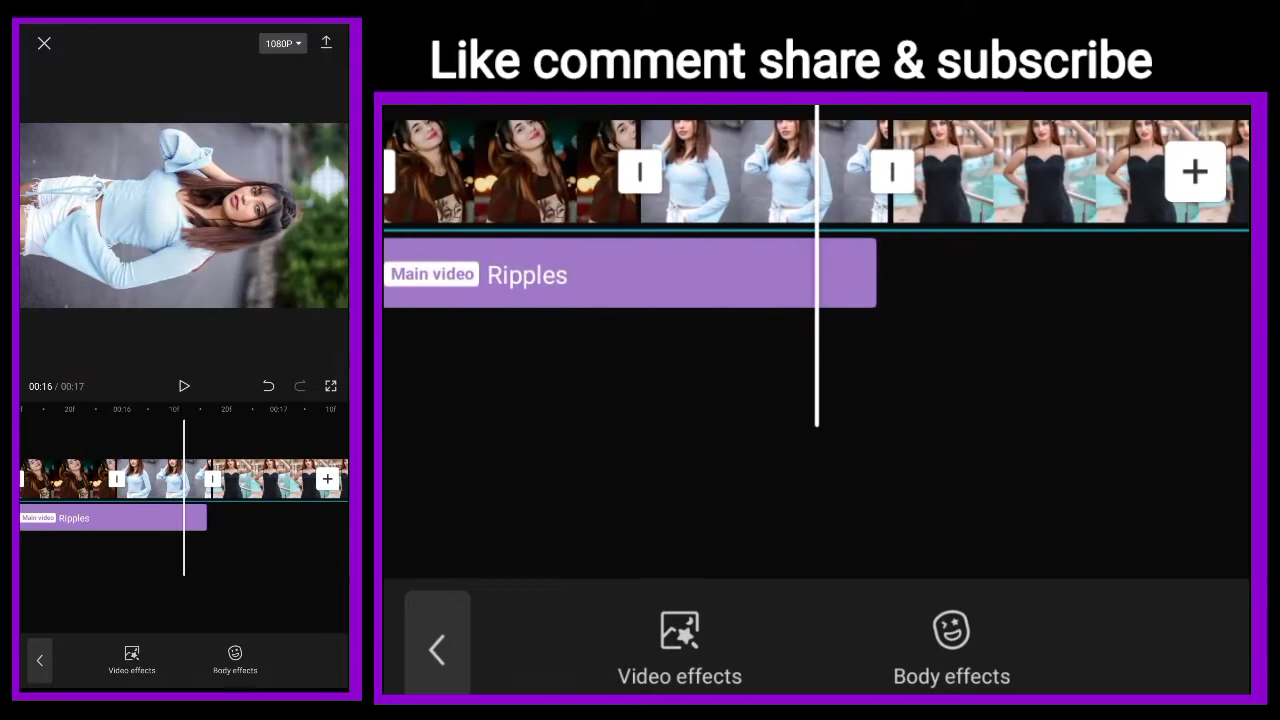 1080P
Like comment share & subscribe
00:16 / 00:17
f 20f 00:16 10f 20f 00:17 10f
Main video Ripples
Video effects Body effects
Main video Ripples
Video effects Body effects